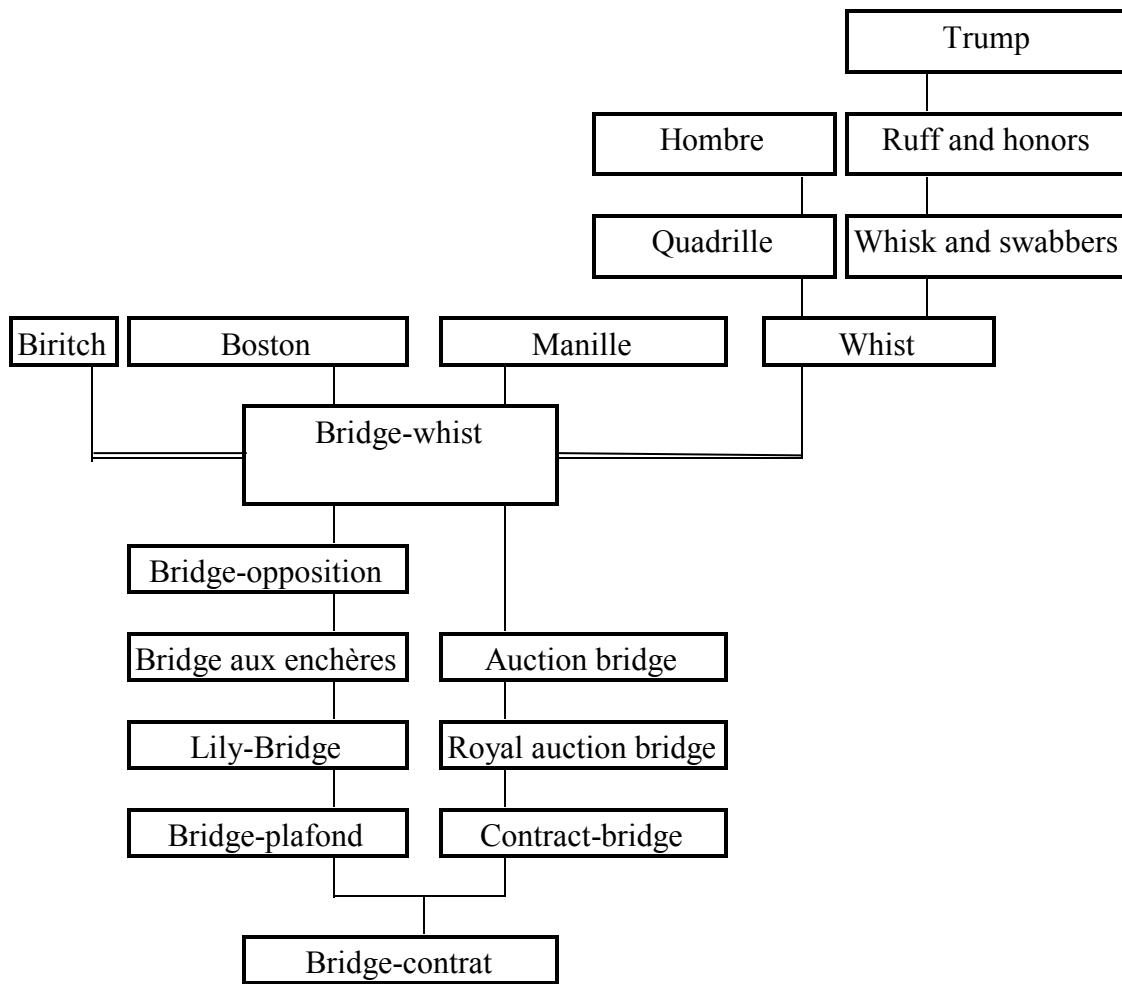 Trump
Hombre
Ruff and honors
Quadrille
Whisk and swabbers
Biritch
Boston
Manille
Whist
Bridge-whist
Bridge-opposition
Bridge aux enchères
Auction bridge
Lily-Bridge
Royal auction bridge
Bridge-plafond
Contract-bridge
Bridge-contrat